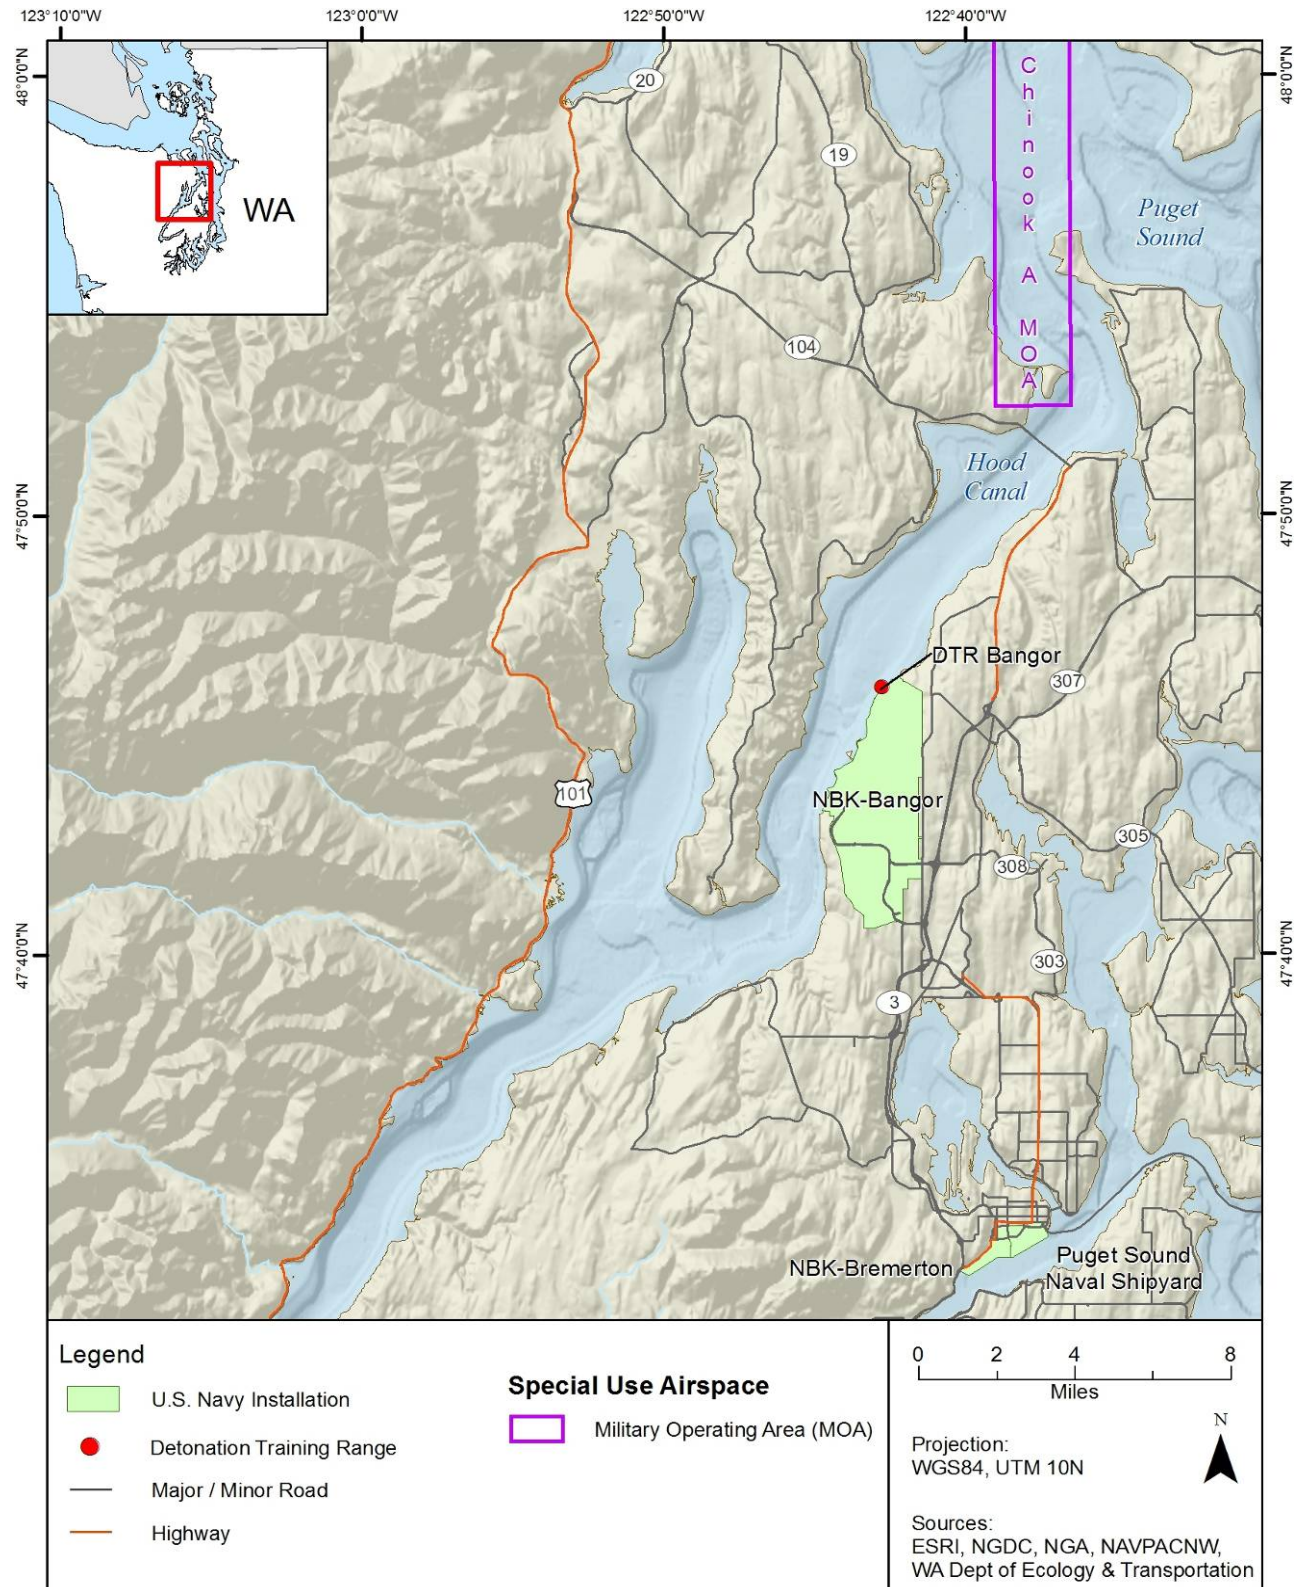 123°10'0"W
123°0'0"W
122°50'0"W
122°40'0"W
48°0'0"N
48°0'0"N
47°50'0"N
47°50'0"N
47°40'0"N
47°40'0"N
WA
20
19
Chinook A MOA
Puget
Sound
104
Hood
Canal
DTR Bangor
307
101
NBK-Bangor
305
308
303
3
NBK-Bremerton
Puget Sound
Naval Shipyard
Legend
U.S. Navy Installation
Detonation Training Range
Major / Minor Road
Highway
Special Use Airspace
Military Operating Area (MOA)
0 2 4 8
Miles
N
Projection:
WGS84, UTM 10N
Sources:
ESRI, NGDC, NGA, NAVPACNW,
WA Dept of Ecology & Transportation